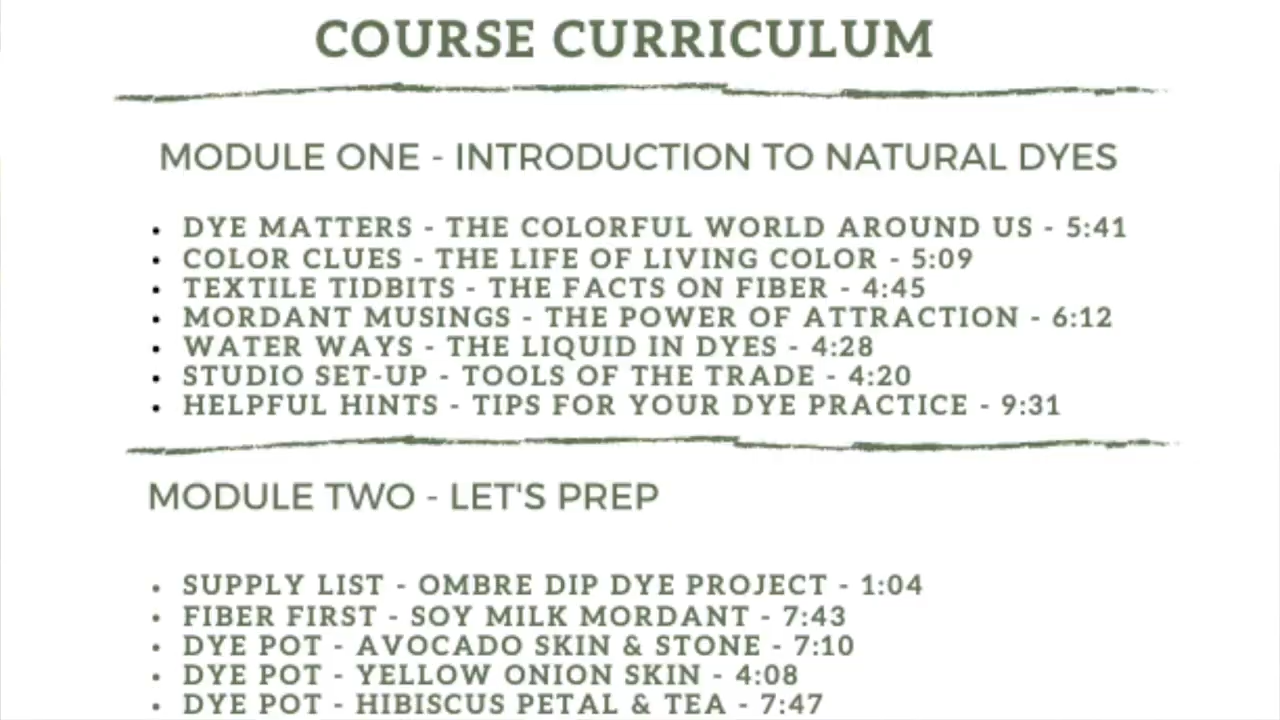 COURSE CURRICULUM
MODULE ONE - INTRODUCTION TO NATURAL DYES
• DYE MATTERS - THE COLORFUL WORLD AROUND US - 5:41
• COLOR CLUES - THE LIFE OF LIVING COLOR - 5:09
• TEXTILE TIDBITS - THE FACTS ON FIBER - 4:45
• MORDANT MUSINGS - THE POWER OF ATTRACTION - 6:12
• WATER WAYS - THE LIQUID IN DYES - 4:28
• STUDIO SET-UP - TOOLS OF THE TRADE - 4:20
• HELPFUL HINTS - TIPS FOR YOUR DYE PRACTICE - 9:31
MODULE TWO - LET'S PREP
• SUPPLY LIST - OMBRE DIP DYE PROJECT - 1:04
• FIBER FIRST - SOY MILK MORDANT - 7:43
• DYE POT - AVOCADO SKIN & STONE - 7:10
• DYE POT - YELLOW ONION SKIN - 4:08
• DYE POT - HIBISCUS PETAL & TEA - 7:47